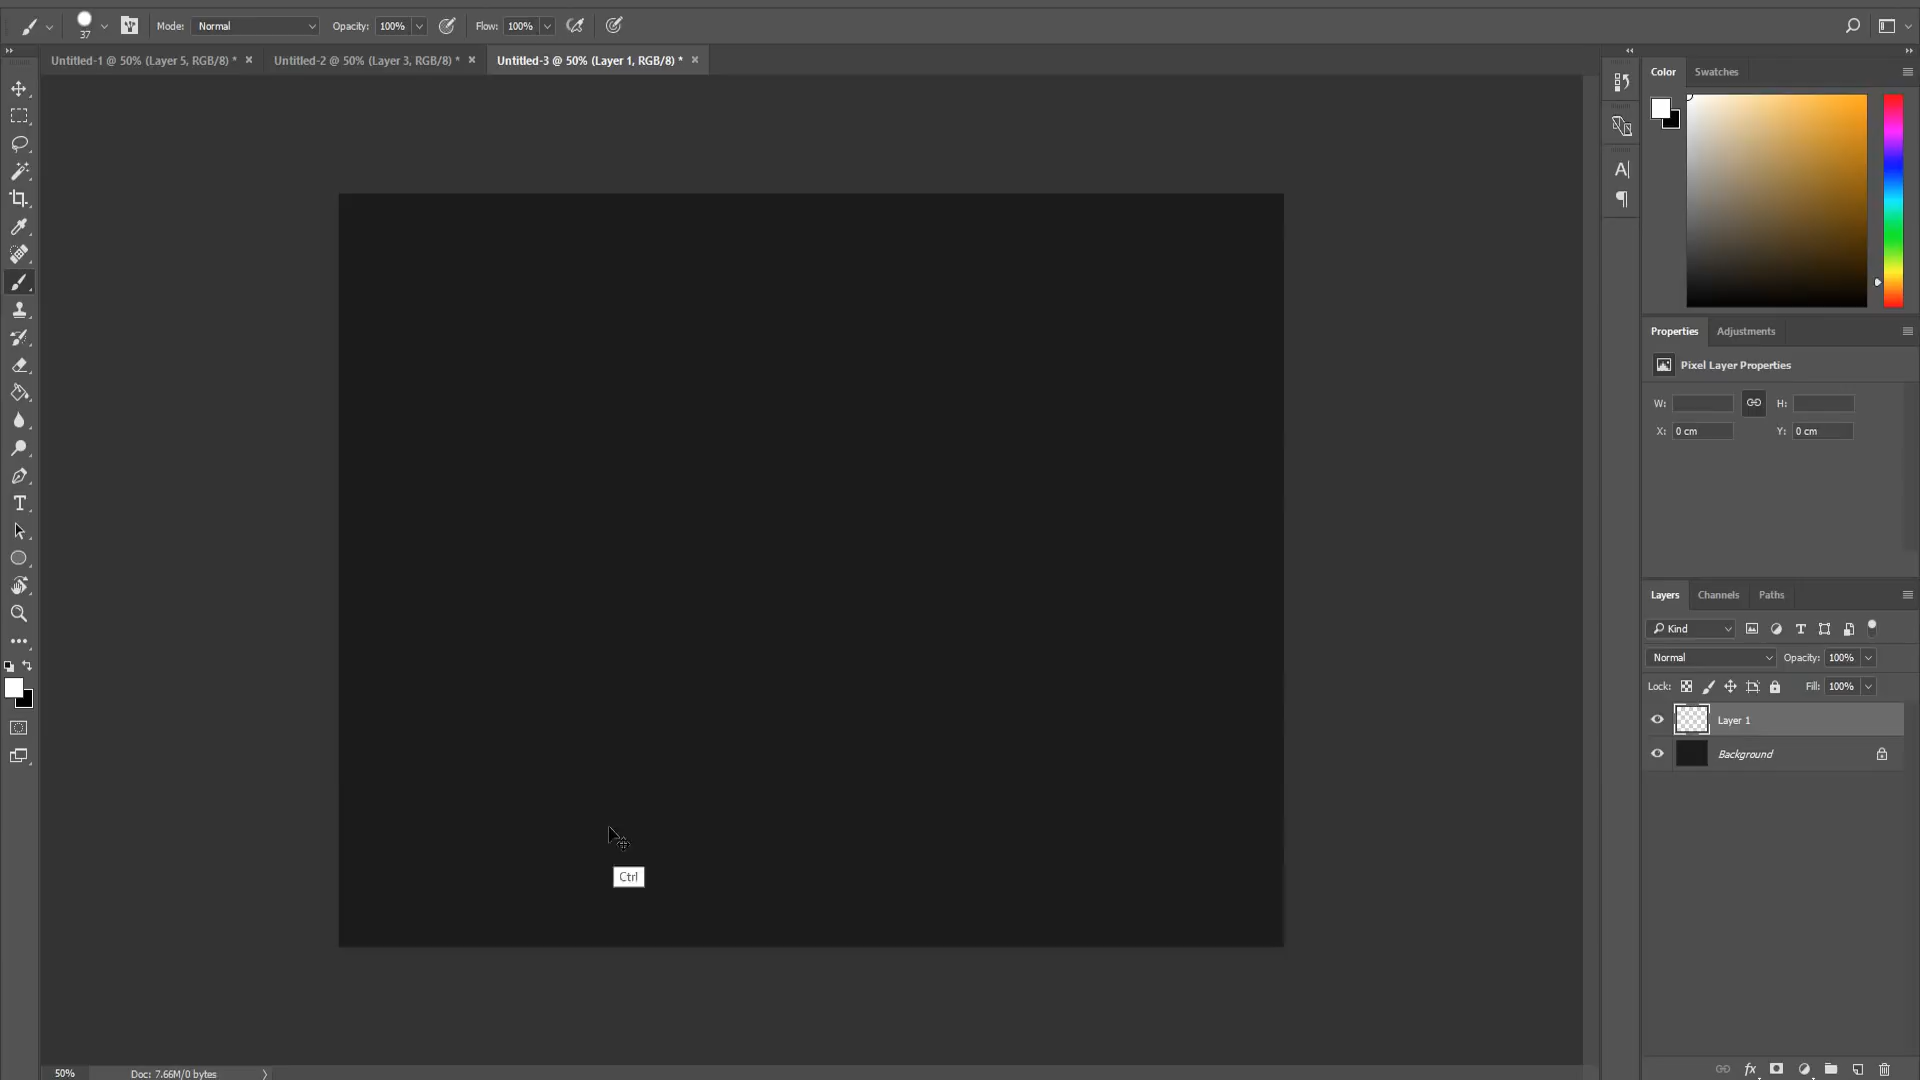 37
Mode: Normal
Opacity: 100%
Flow: 100%
Untitled-1 @ 50% (Layer 5, RGB/8) *
Untitled-2 @ 50% (Layer 3, RGB/8) *
Untitled-3 @ 50% (Layer 1, RGB/8) *
Color
Swatches
A
Properties
Adjustments
Pixel Layer Properties
W:
H:
X: 0 cm
Y: 0 cm
T
Layers
Channels
Paths
Kind
T
Normal
Opacity: 100%
Lock:
Fill: 100%
Layer 1
Background
Ctrl
fx
50%
Doc: 7.66M/0 bytes